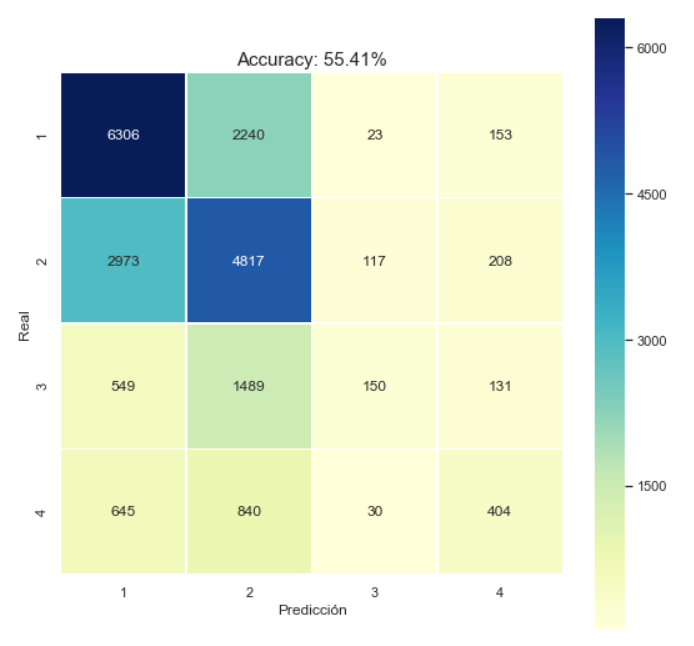 Accuracy: 55.41%
6000
1 6306 2240 23 153
4500
2 2973 4817 117 208
Real
3000
3 549 1489 150 131
1500
4 645 840 30 404
1 2 3 4
Predicción